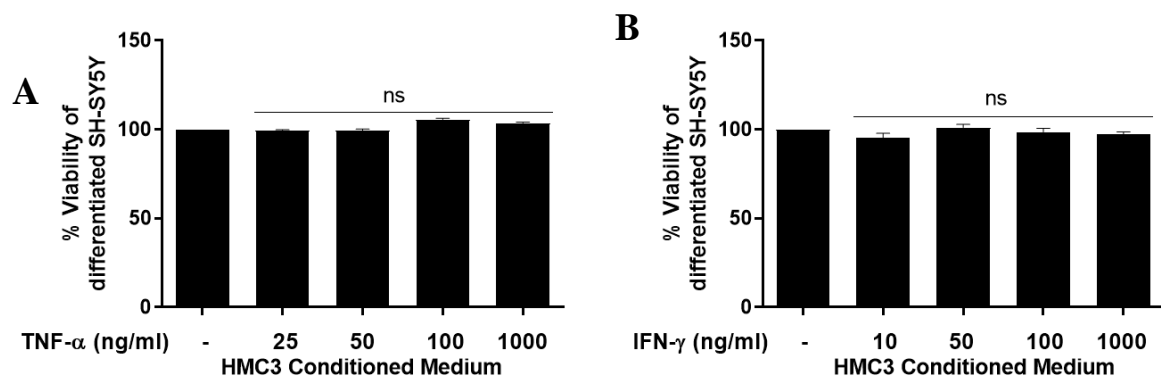 A
% Viability of
differentiated SH-SY5Y
150
100
50
0
ns
TNF-α (ng/ml) - 25 50 100 1000
HMC3 Conditioned Medium
B
% Viability of
differentiated SH-SY5Y
150
100
50
0
ns
IFN-γ (ng/ml) - 10 50 100 1000
HMC3 Conditioned Medium